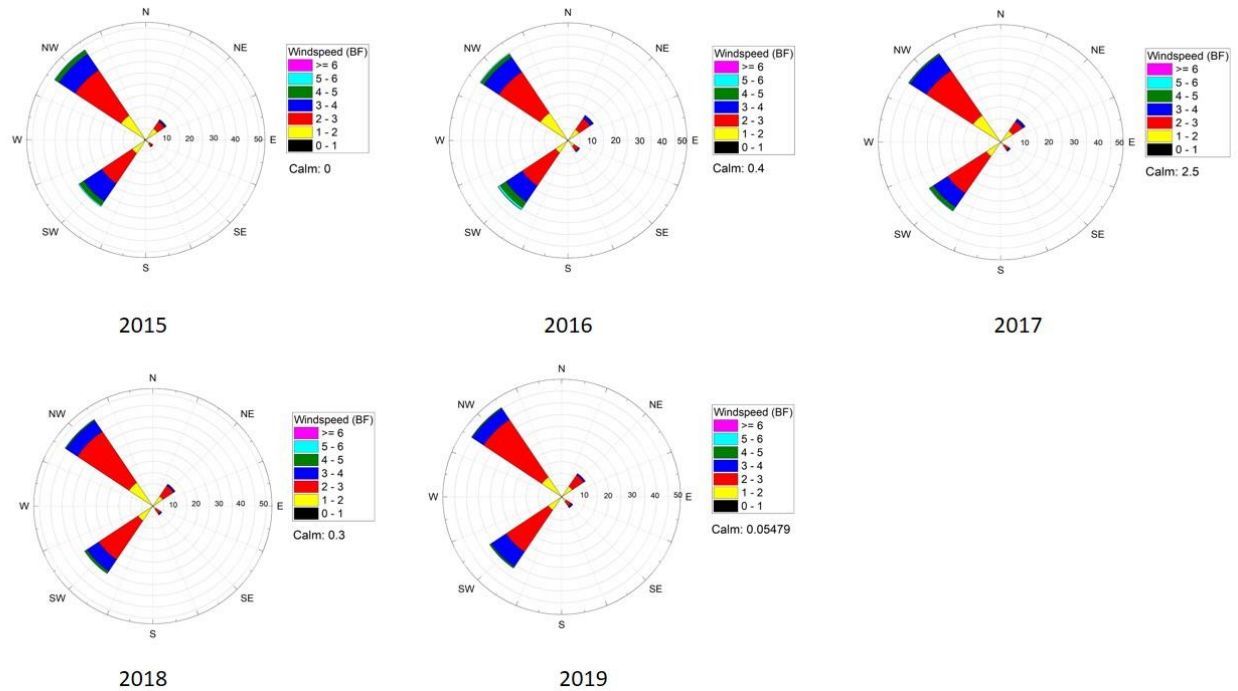 N
NW
NE
W
10 20 30 40 50 E
SW
SE
S
Windspeed (BF)
>= 6
5 - 6
4 - 5
3 - 4
2 - 3
1 - 2
0 - 1
Calm: 0
2015
N
NW
NE
W
10 20 30 40 50 E
SW
SE
S
Windspeed (BF)
>= 6
5 - 6
4 - 5
3 - 4
2 - 3
1 - 2
0 - 1
Calm: 0.4
2016
N
NW
NE
W
10 20 30 40 50 E
SW
SE
S
Windspeed (BF)
>= 6
5 - 6
4 - 5
3 - 4
2 - 3
1 - 2
0 - 1
Calm: 2.5
2017
N
NW
NE
W
10 20 30 40 50 E
SW
SE
S
Windspeed (BF)
>= 6
5 - 6
4 - 5
3 - 4
2 - 3
1 - 2
0 - 1
Calm: 0.3
2018
N
NW
NE
W
10 20 30 40 50 E
SW
SE
S
Windspeed (BF)
>= 6
5 - 6
4 - 5
3 - 4
2 - 3
1 - 2
0 - 1
Calm: 0.05479
2019